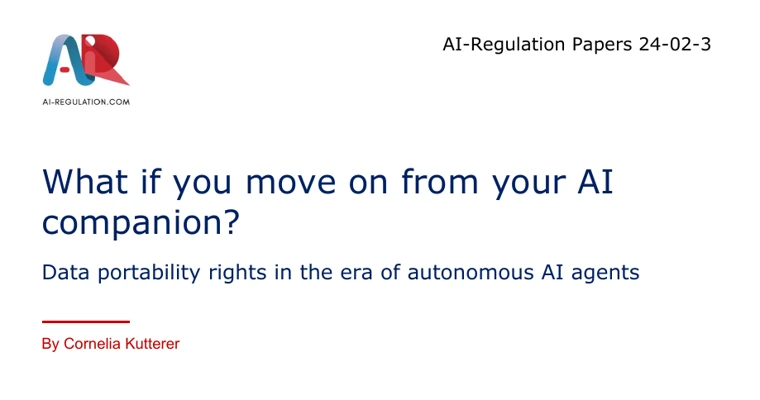 AI-Regulation Papers 24-02-3
AiR
AI-REGULATION.COM
What if you move on from your AI
companion?
Data portability rights in the era of autonomous AI agents
By Cornelia Kutterer